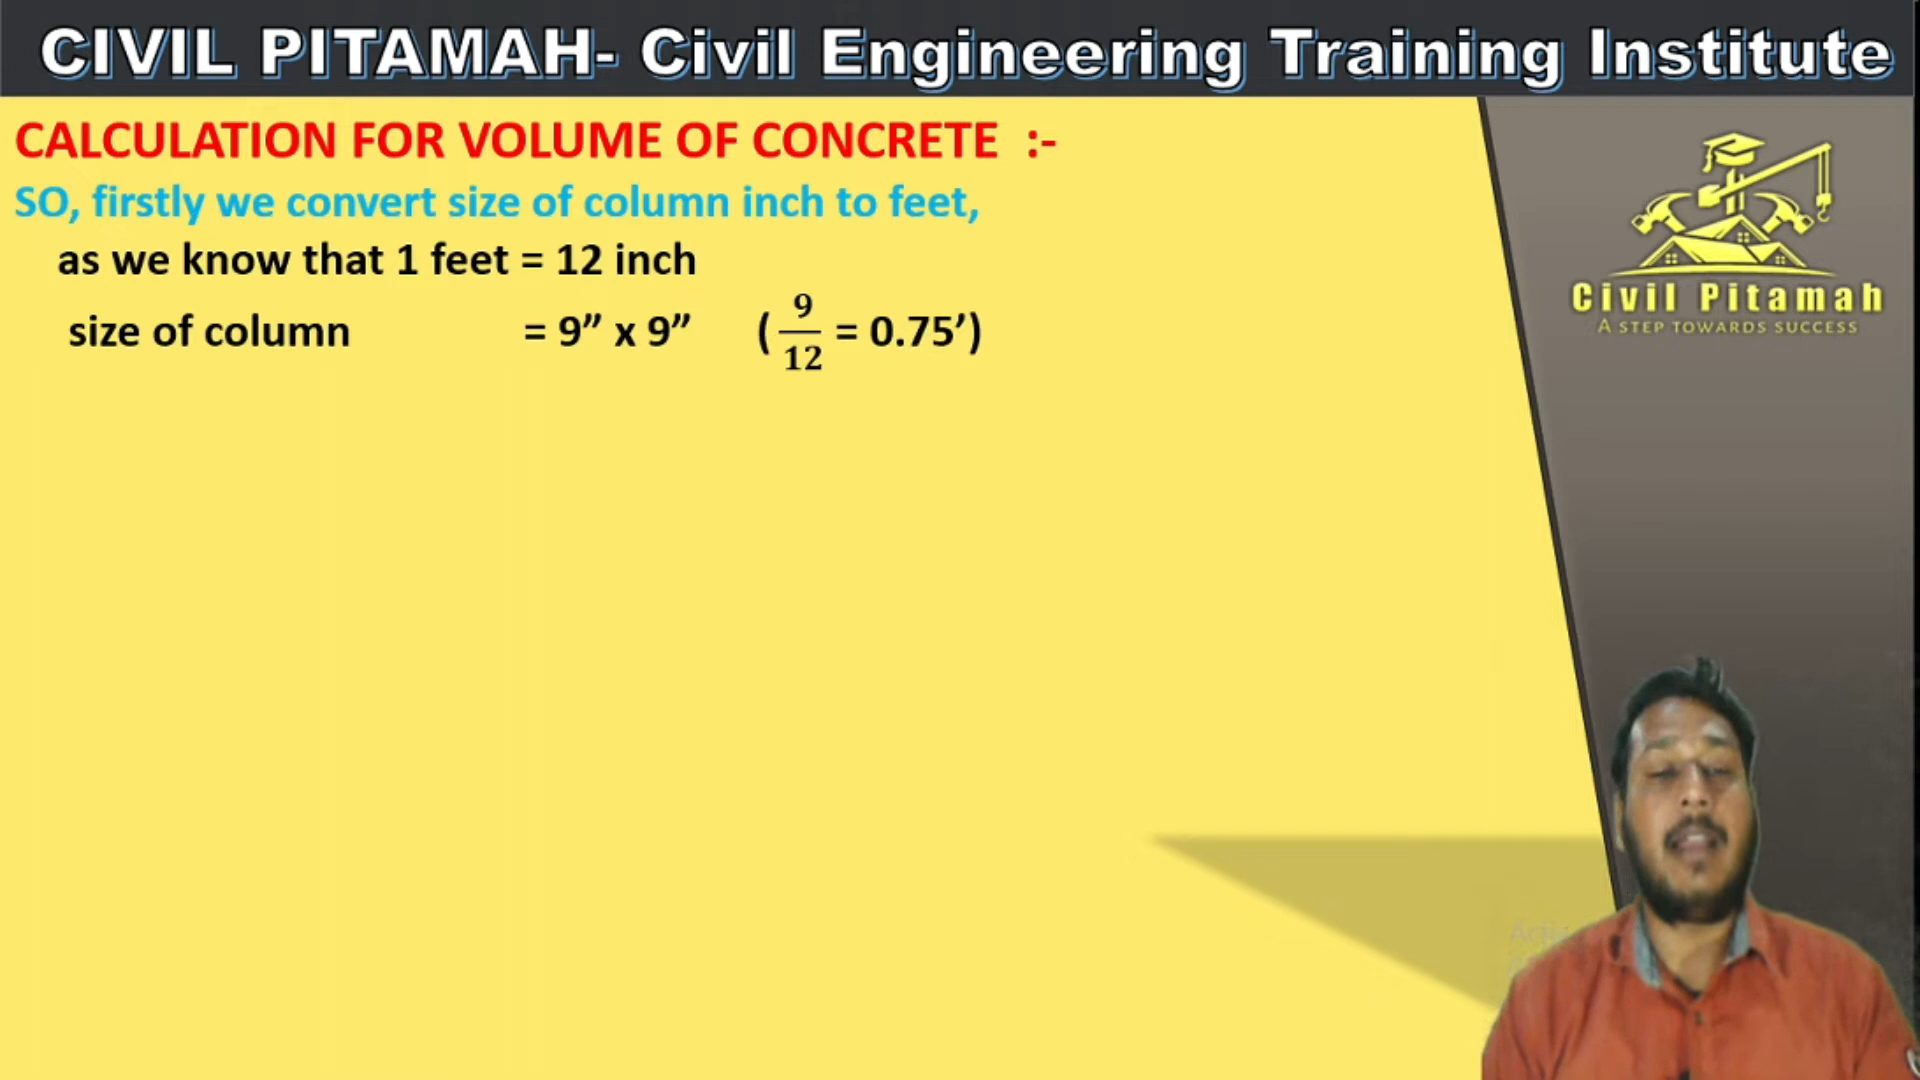 CIVIL PITAMAH- Civil Engineering Training Institute
CALCULATION FOR VOLUME OF CONCRETE :-
SO, firstly we convert size of column inch to feet,
as we know that 1 feet = 12 inch
size of column = 9” x 9” (9/12 = 0.75’)
Civil Pitamah
A STEP TOWARDS SUCCESS